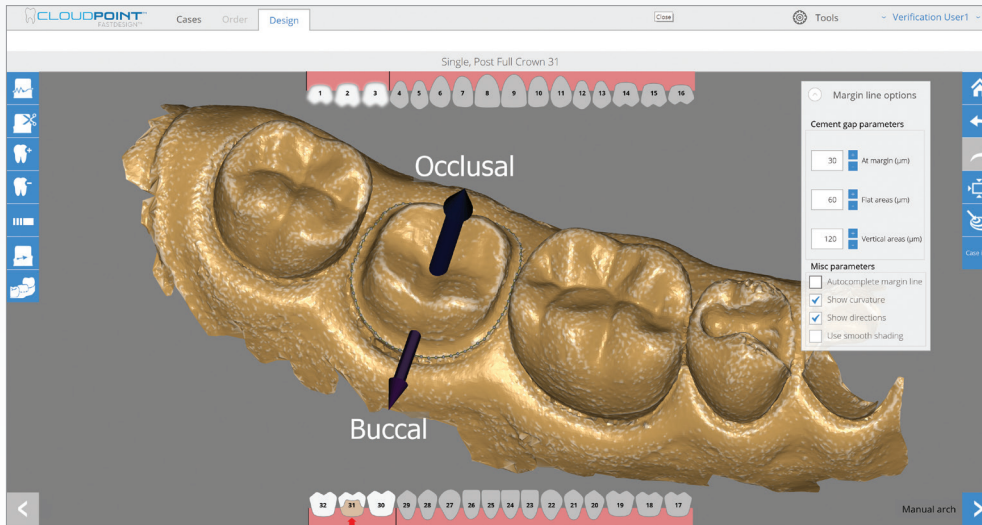 CLOUDPOINT™
FASTDESIGN™
Cases
Order
Design
Close
Tools
Verification User1
Single, Post Full Crown 31
1 2 3 4 5 6 7 8 9 10 11 12 13 14 15 16
Margin line options
Cement gap parameters
30 At margin (µm)
60 Flat areas (µm)
120 Vertical areas (µm)
Misc parameters
Autocomplete margin line
Show curvature
Show directions
Use smooth shading
Occlusal
Buccal
32 31 30 29 28 27 26 25 24 23 22 21 20 19 18 17
Manual arch